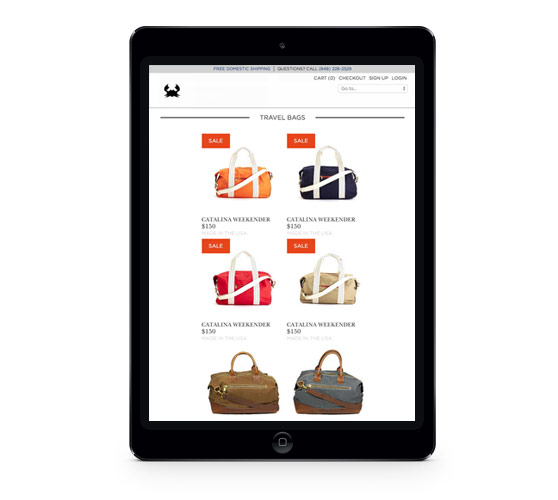 FREE DOMESTIC SHIPPING | QUESTIONS? CALL (646) 226-2529
CART (0) CHECKOUT SIGN UP LOGIN
Go to...
TRAVEL BAGS
SALE SALE
CATALINA WEEKENDER CATALINA WEEKENDER
$150 $150
MADE IN THE USA MADE IN THE USA
SALE SALE
CATALINA WEEKENDER CATALINA WEEKENDER
$150 $150
MADE IN THE USA MADE IN THE USA